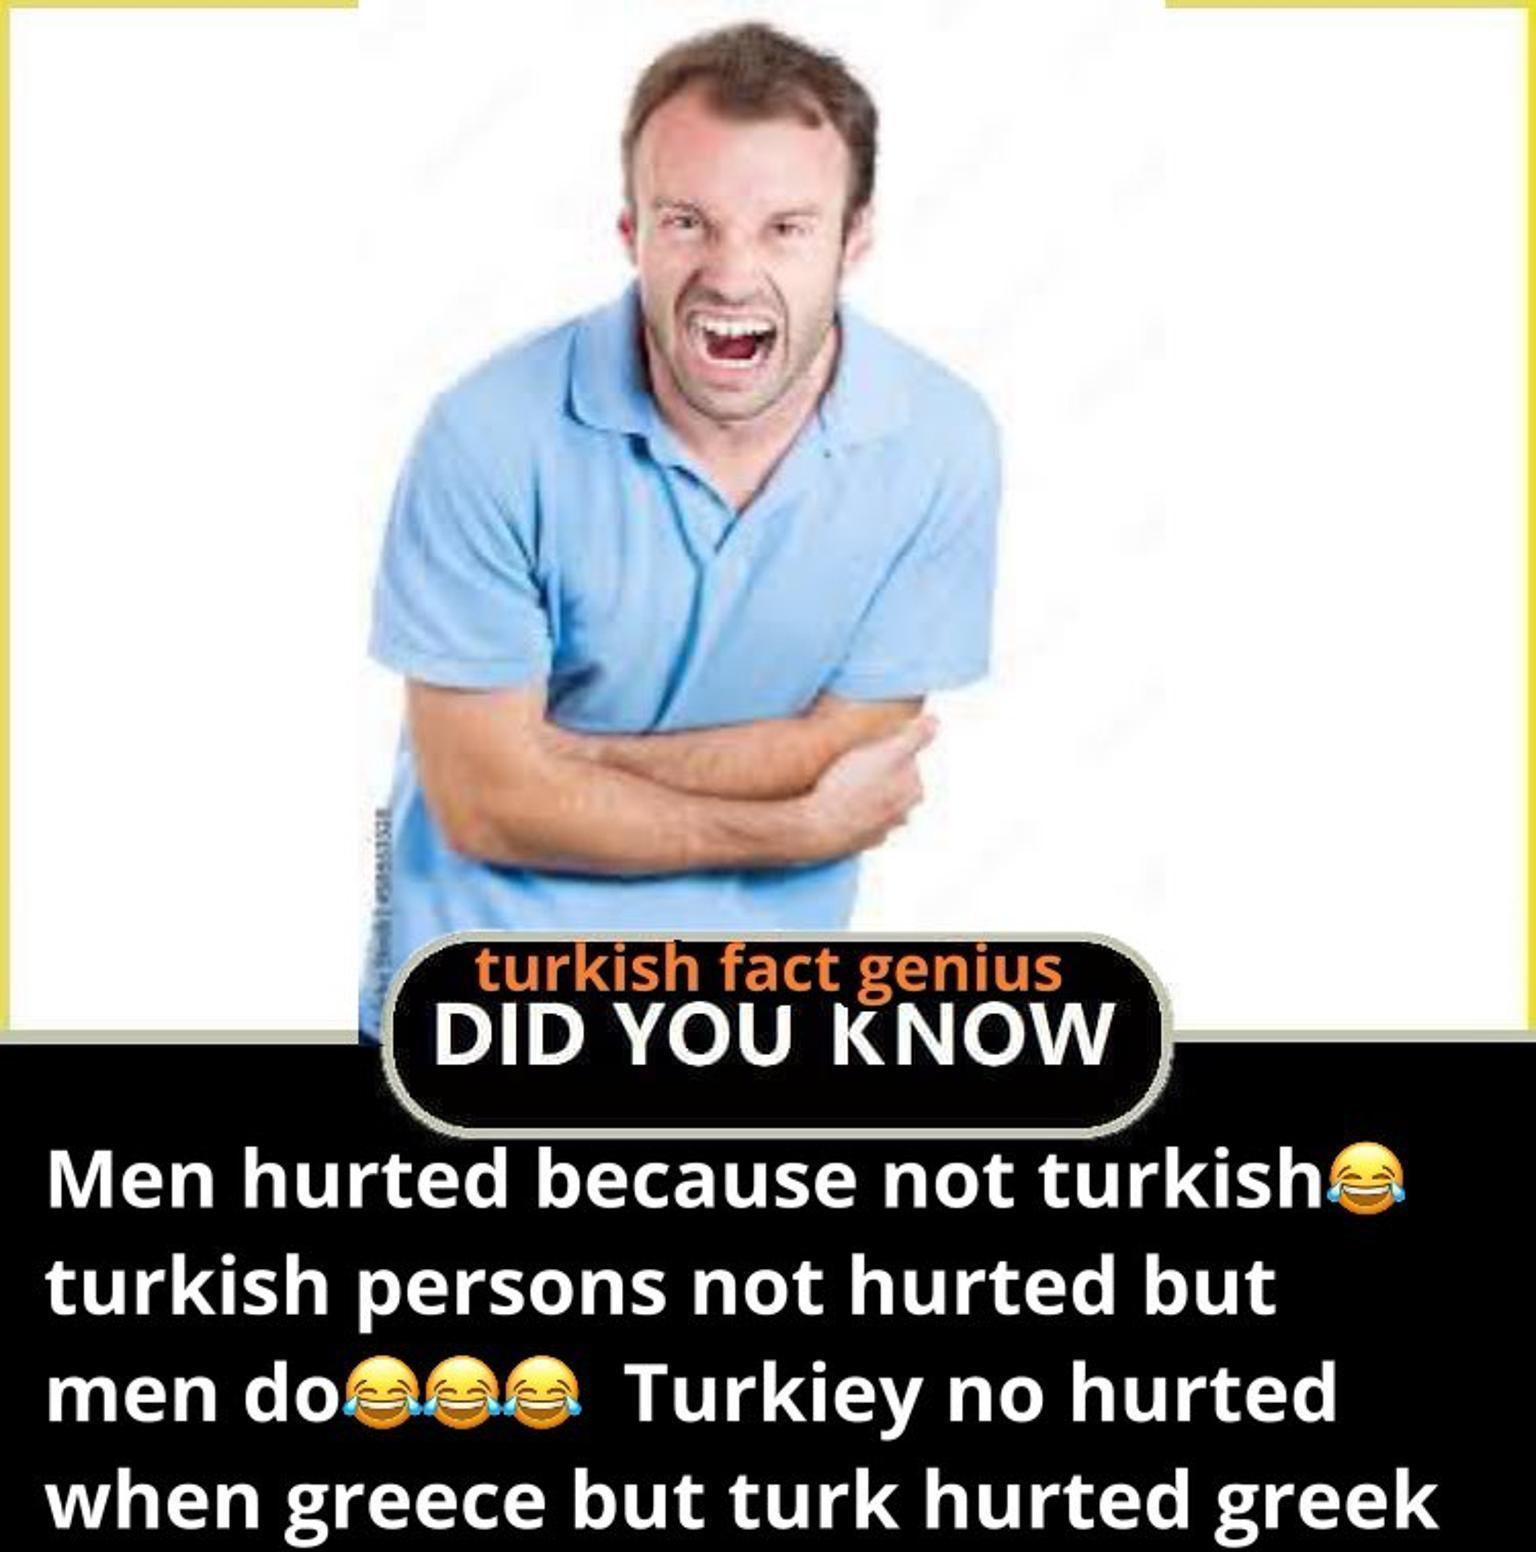 turkish fact genius
DID YOU KNOW
Men hurted because not turkish😂
turkish persons not hurted but
men do😂😂😂 Turkiey no hurted
when greece but turk hurted greek